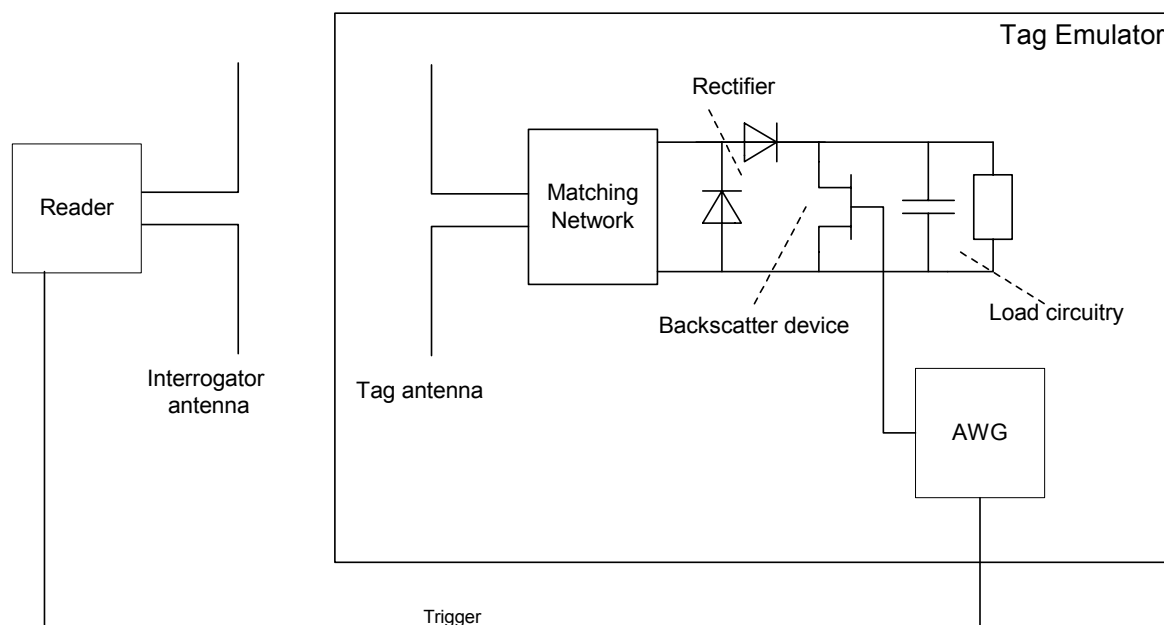 Tag Emulator
Rectifier
Reader
Matching
Network
Backscatter device
Load circuitry
Interrogator
antenna
Tag antenna
AWG
Trigger